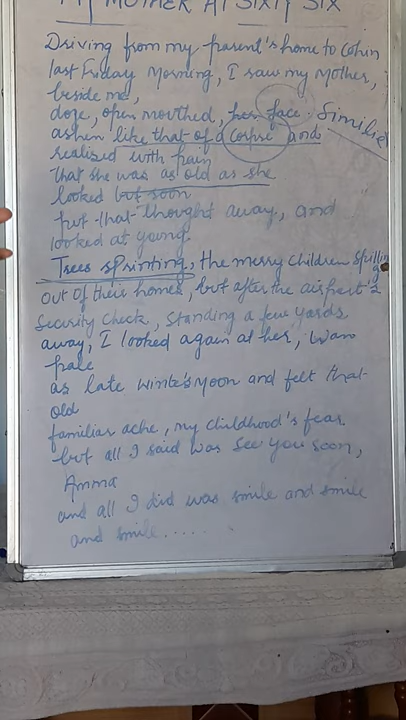 MY MOTHER AT SIXTY SIX
Driving from my parent's home to Cohin
last Friday Morning, I saw my Mother,
beside me,
doze, open mouthed, her face Similie
ashen like that of a corpse and
realized with pain
that she was as old as she
looked but soon
put that thought away, and
looked at young
Trees sprinting, the merry children spilling
out of their homes, but after the airport's
Security check, standing a few yards
away, I looked again at her, wan
pale
as late winter's moon and felt that
old
familiar ache, my childhood's fear.
but all I said was see you soon,
Amma
and all I did was smile and smile
and smile.....